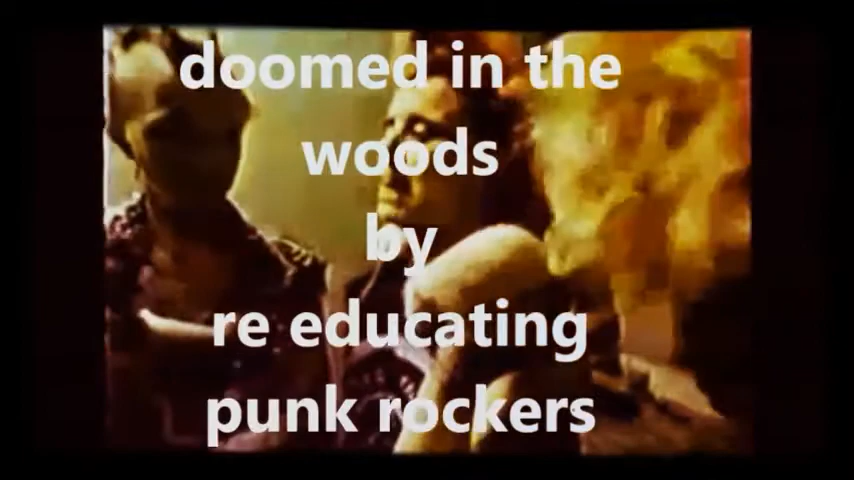 doomed in the
woods
by
re educating
punk rockers